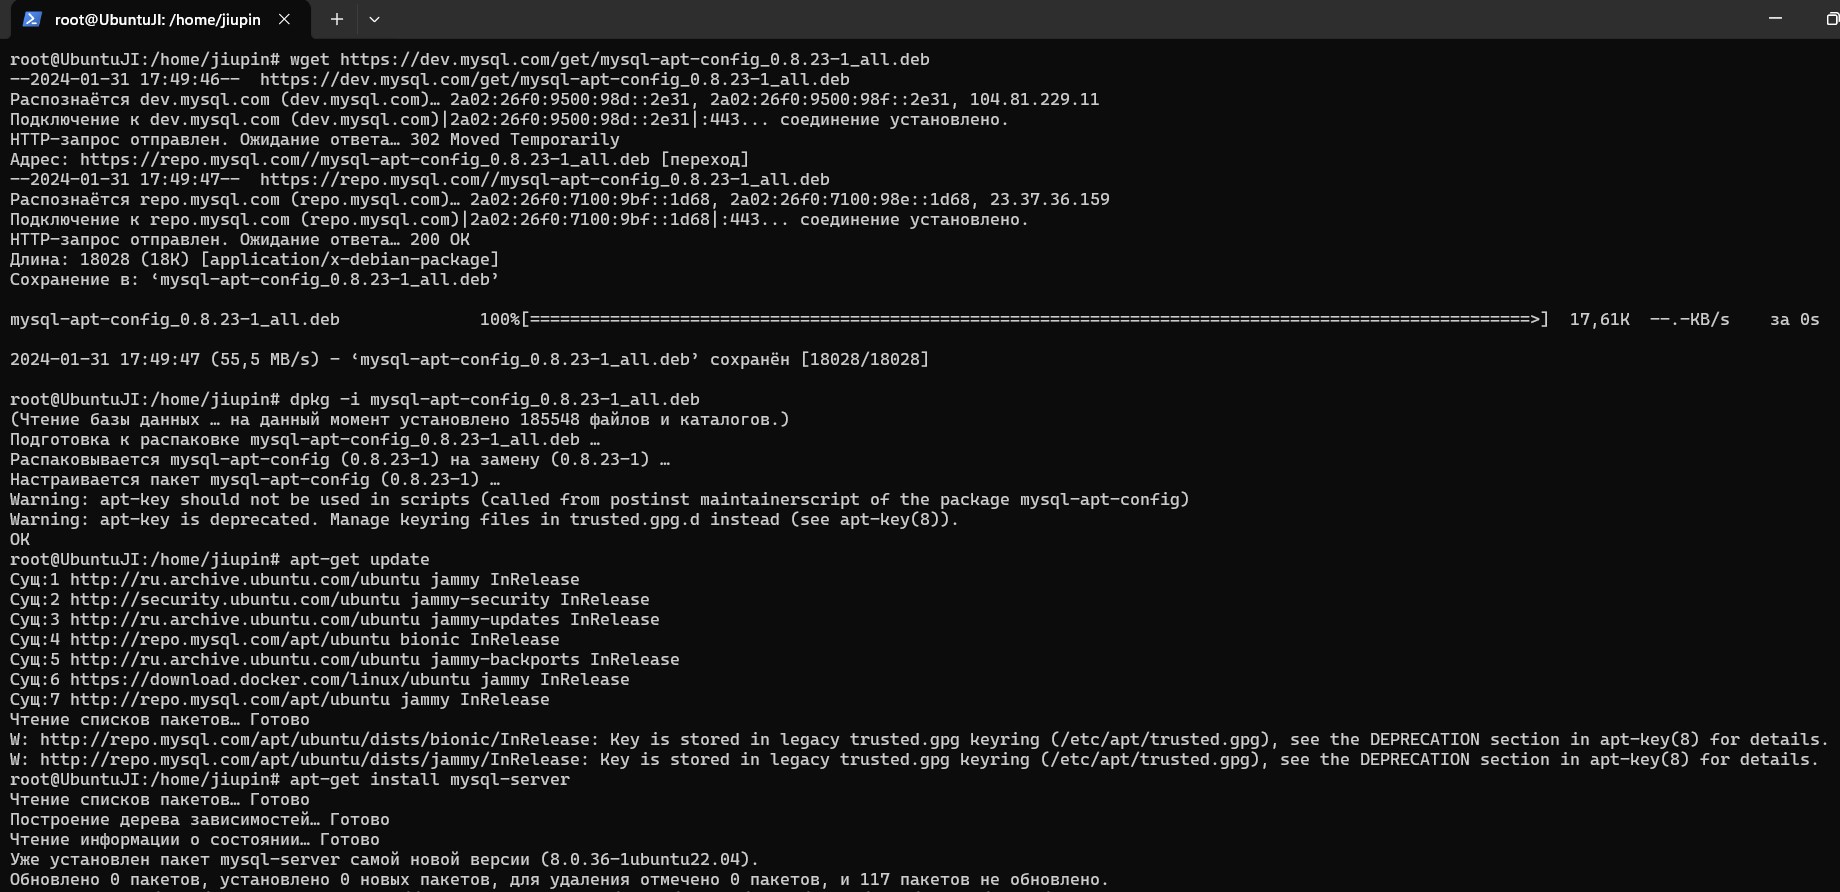 root@UbuntuJI: /home/jiupin
root@UbuntuJI:/home/jiupin# wget https://dev.mysql.com/get/mysql-apt-config_0.8.23-1_all.deb
--2024-01-31 17:49:46--  https://dev.mysql.com/get/mysql-apt-config_0.8.23-1_all.deb
Распознаётся dev.mysql.com (dev.mysql.com)… 2a02:26f0:9500:98d::2e31, 2a02:26f0:9500:98f::2e31, 104.81.229.11
Подключение к dev.mysql.com (dev.mysql.com)|2a02:26f0:9500:98d::2e31|:443... соединение установлено.
HTTP-запрос отправлен. Ожидание ответа… 302 Moved Temporarily
Адрес: https://repo.mysql.com//mysql-apt-config_0.8.23-1_all.deb [переход]
--2024-01-31 17:49:47--  https://repo.mysql.com//mysql-apt-config_0.8.23-1_all.deb
Распознаётся repo.mysql.com (repo.mysql.com)… 2a02:26f0:7100:9bf::1d68, 2a02:26f0:7100:98e::1d68, 23.37.36.159
Подключение к repo.mysql.com (repo.mysql.com)|2a02:26f0:7100:9bf::1d68|:443... соединение установлено.
HTTP-запрос отправлен. Ожидание ответа… 200 OK
Длина: 18028 (18K) [application/x-debian-package]
Сохранение в: ‘mysql-apt-config_0.8.23-1_all.deb’
mysql-apt-config_0.8.23-1_all.deb              100%[====================================================================================================>]  17,61K  --.-KB/s    за 0s
2024-01-31 17:49:47 (55,5 MB/s) - ‘mysql-apt-config_0.8.23-1_all.deb’ сохранён [18028/18028]
root@UbuntuJI:/home/jiupin# dpkg -i mysql-apt-config_0.8.23-1_all.deb
(Чтение базы данных … на данный момент установлено 185548 файлов и каталогов.)
Подготовка к распаковке mysql-apt-config_0.8.23-1_all.deb …
Распаковывается mysql-apt-config (0.8.23-1) на замену (0.8.23-1) …
Настраивается пакет mysql-apt-config (0.8.23-1) …
Warning: apt-key should not be used in scripts (called from postinst maintainerscript of the package mysql-apt-config)
Warning: apt-key is deprecated. Manage keyring files in trusted.gpg.d instead (see apt-key(8)).
OK
root@UbuntuJI:/home/jiupin# apt-get update
Сущ:1 http://ru.archive.ubuntu.com/ubuntu jammy InRelease
Сущ:2 http://security.ubuntu.com/ubuntu jammy-security InRelease
Сущ:3 http://ru.archive.ubuntu.com/ubuntu jammy-updates InRelease
Сущ:4 http://repo.mysql.com/apt/ubuntu bionic InRelease
Сущ:5 http://ru.archive.ubuntu.com/ubuntu jammy-backports InRelease
Сущ:6 https://download.docker.com/linux/ubuntu jammy InRelease
Сущ:7 http://repo.mysql.com/apt/ubuntu jammy InRelease
Чтение списков пакетов… Готово
W: http://repo.mysql.com/apt/ubuntu/dists/bionic/InRelease: Key is stored in legacy trusted.gpg keyring (/etc/apt/trusted.gpg), see the DEPRECATION section in apt-key(8) for details.
W: http://repo.mysql.com/apt/ubuntu/dists/jammy/InRelease: Key is stored in legacy trusted.gpg keyring (/etc/apt/trusted.gpg), see the DEPRECATION section in apt-key(8) for details.
root@UbuntuJI:/home/jiupin# apt-get install mysql-server
Чтение списков пакетов… Готово
Построение дерева зависимостей… Готово
Чтение информации о состоянии… Готово
Уже установлен пакет mysql-server самой новой версии (8.0.36-1ubuntu22.04).
Обновлено 0 пакетов, установлено 0 новых пакетов, для удаления отмечено 0 пакетов, и 117 пакетов не обновлено.